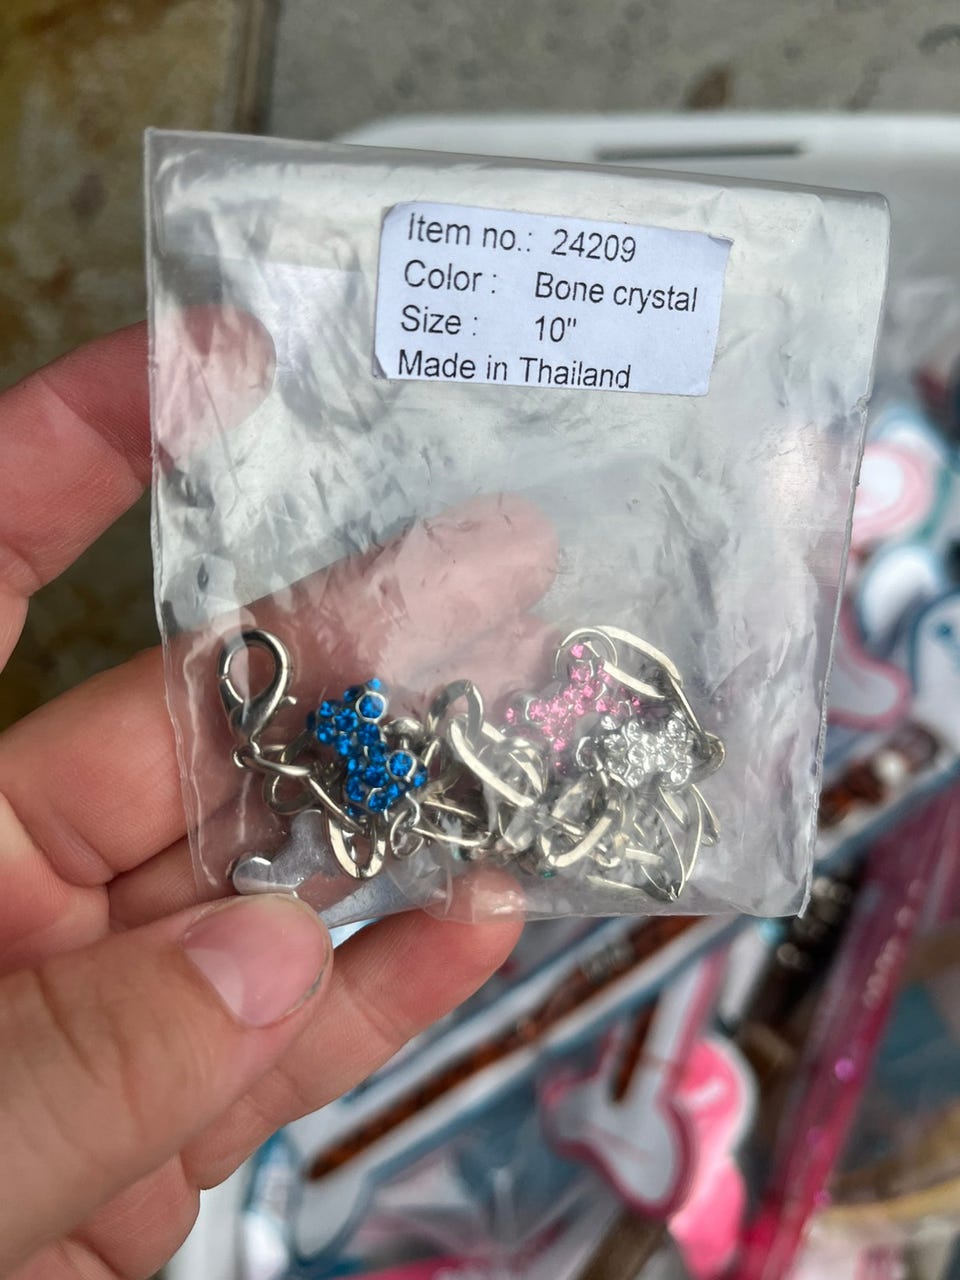 Item no.: 24209
Color : Bone crystal
Size : 10"
Made in Thailand